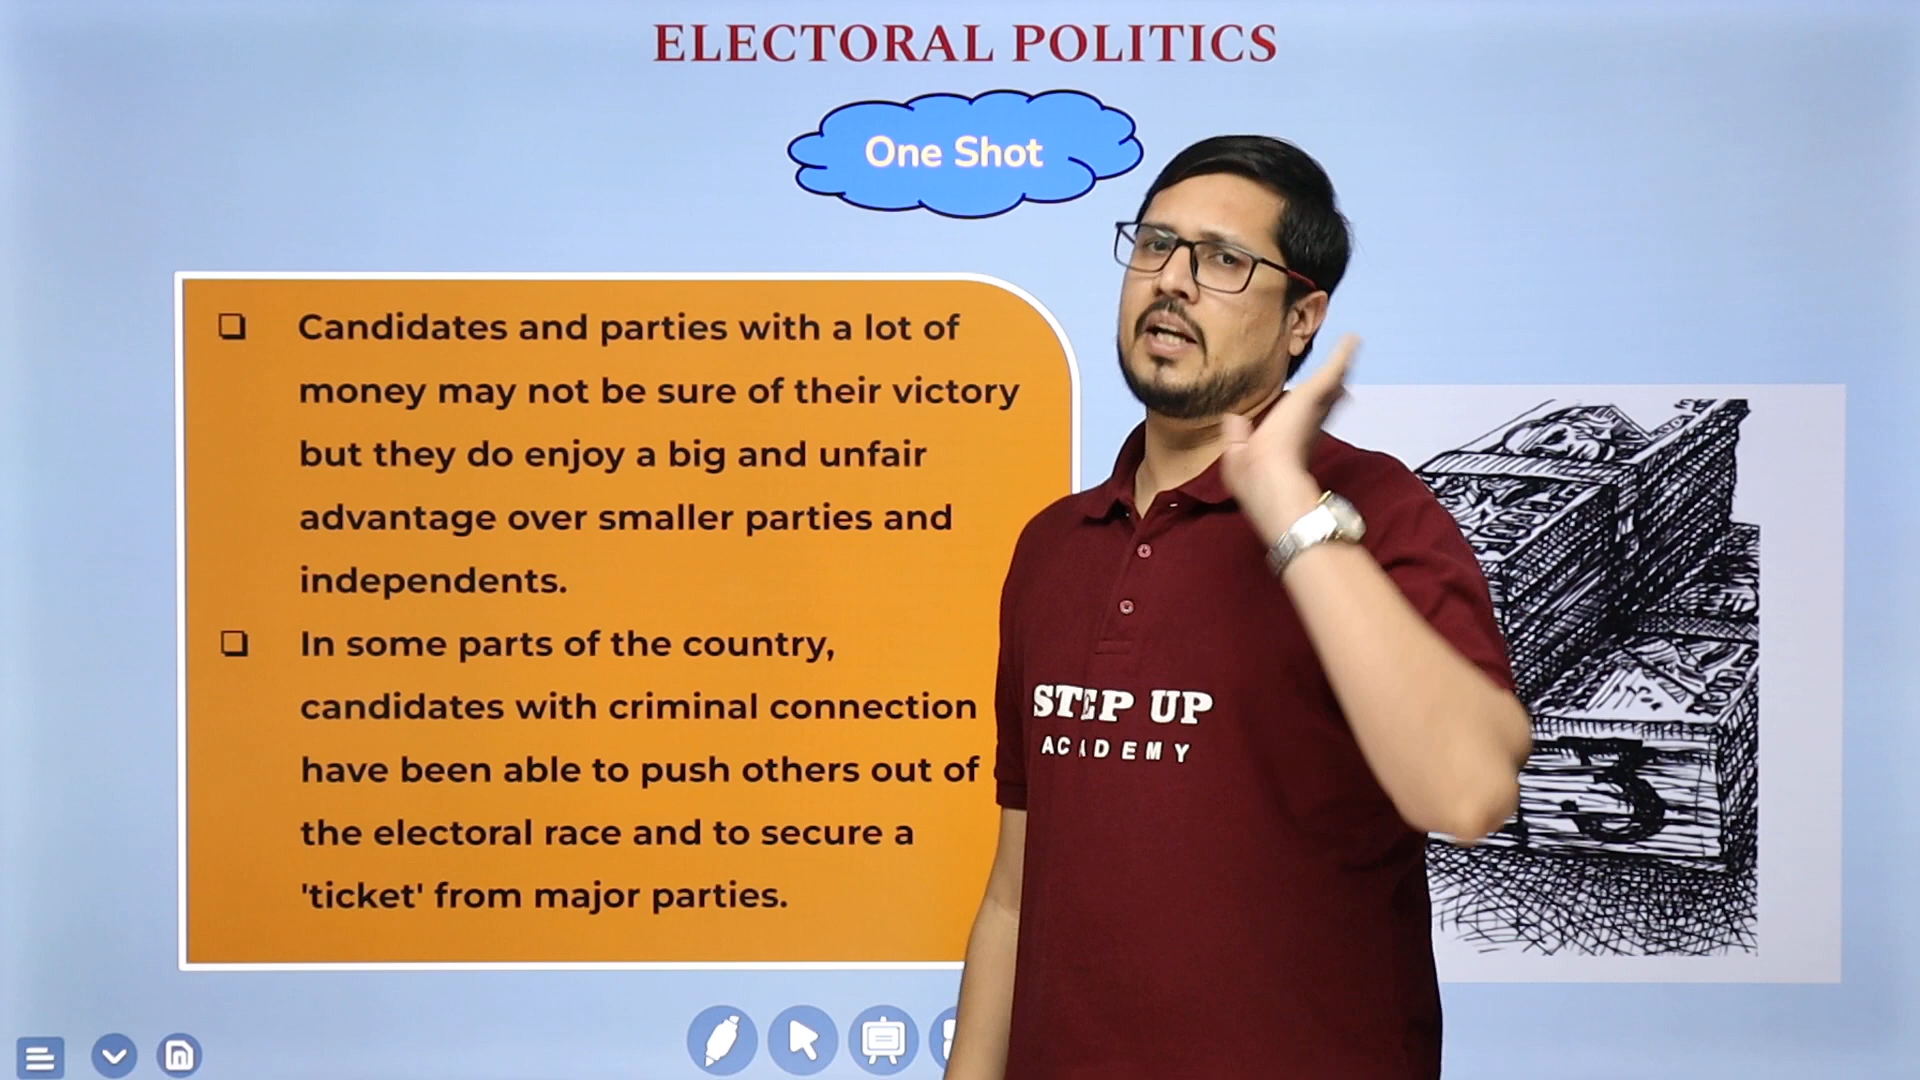 ELECTORAL POLITICS
One Shot
❑ Candidates and parties with a lot of
money may not be sure of their victory
but they do enjoy a big and unfair
advantage over smaller parties and
independents.
❑ In some parts of the country,
candidates with criminal connection
have been able to push others out of
the electoral race and to secure a
'ticket' from major parties.
STEP UP
ACADEMY
3